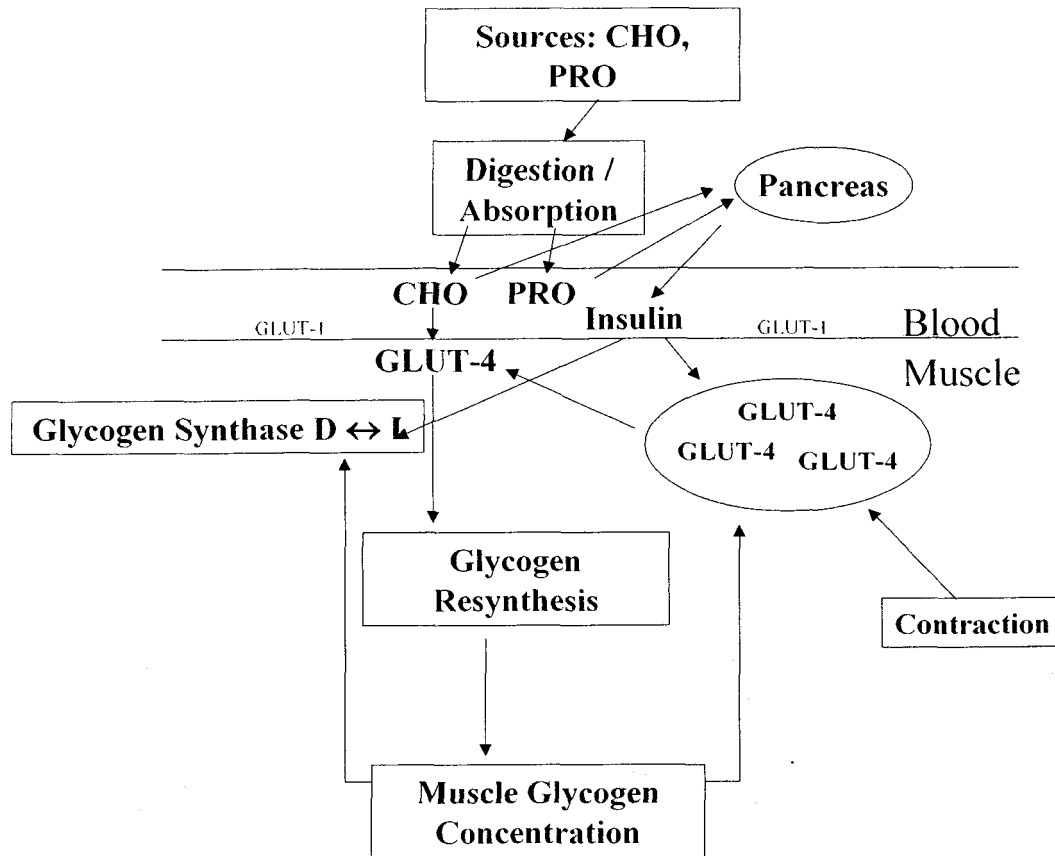 Sources: CHO,
PRO
Digestion /
Absorption
Pancreas
CHO PRO
Insulin
GLUT-1
GLUT-1
Blood
GLUT-4
Muscle
Glycogen Synthase D ↔ I
GLUT-4
GLUT-4
GLUT-4
Glycogen
Resynthesis
Contraction
Muscle Glycogen
Concentration